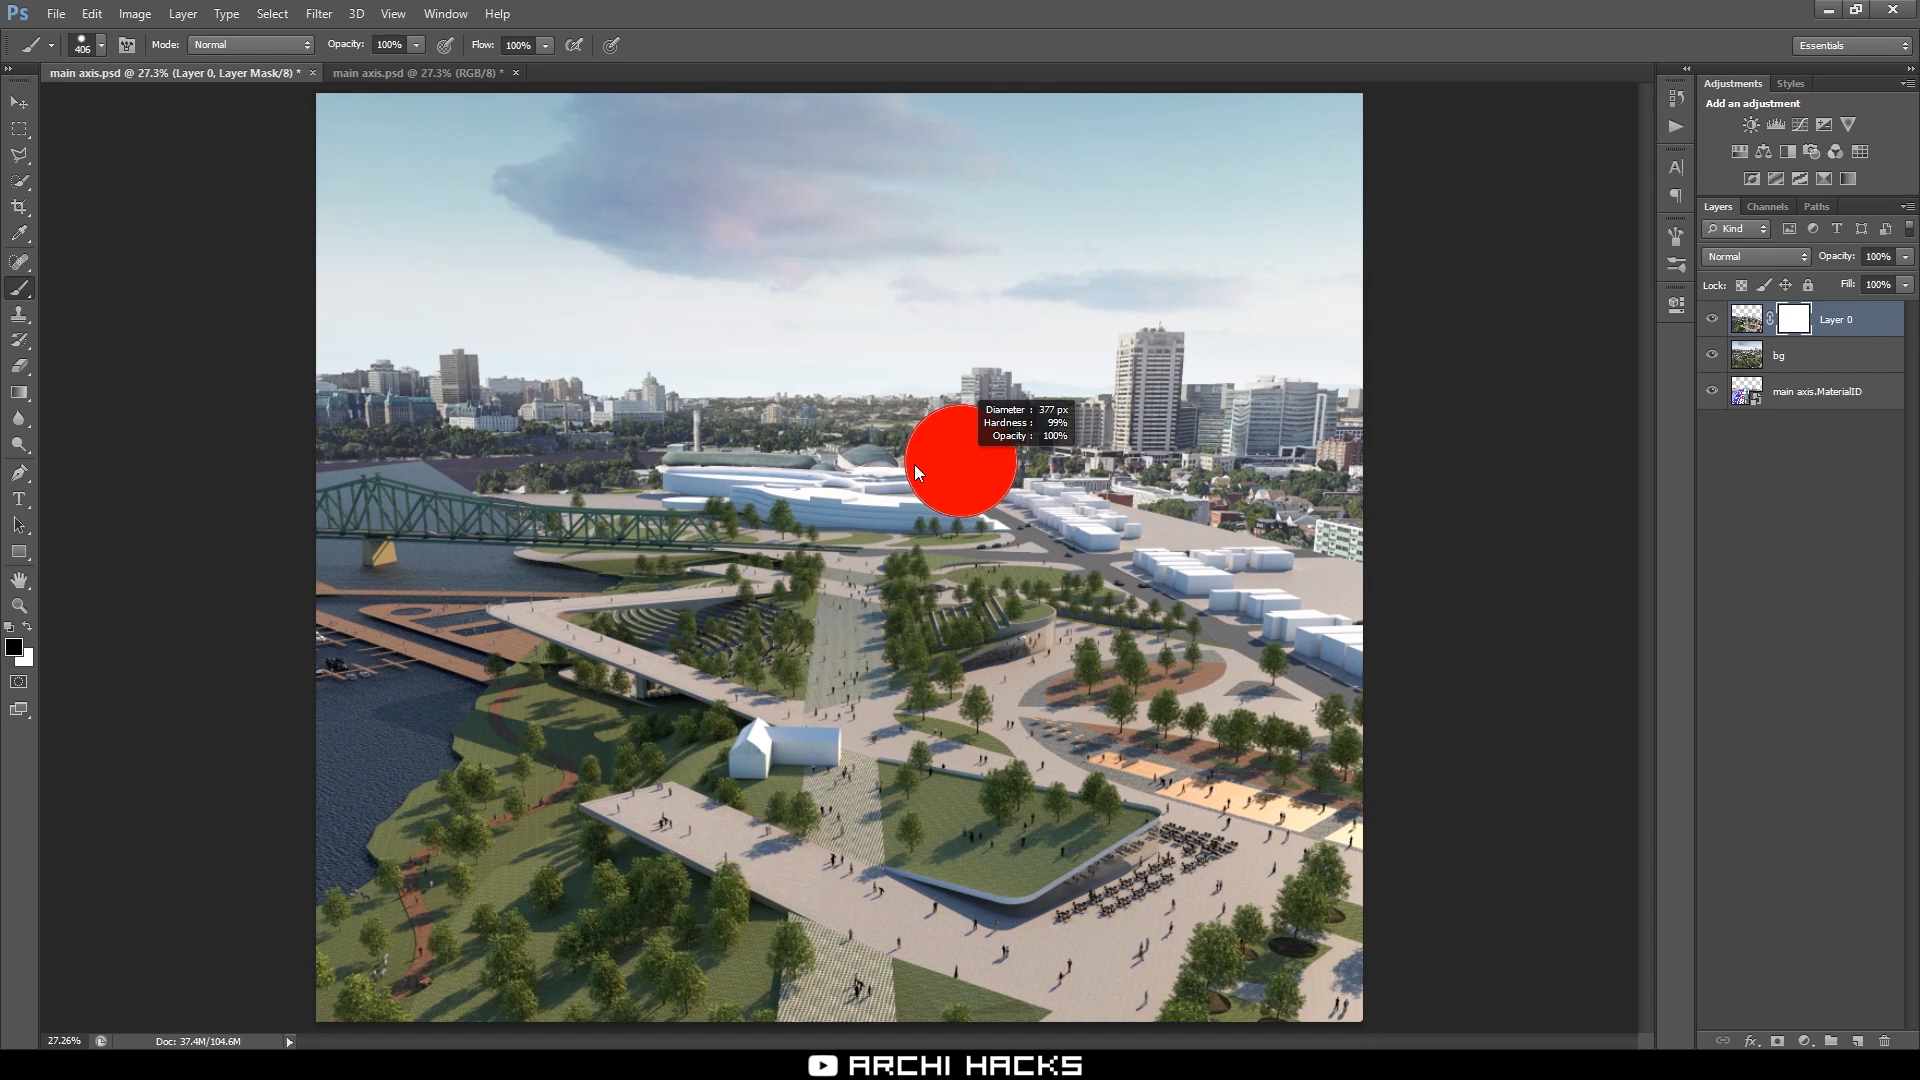 Ps File Edit Image Layer Type Select Filter 3D View Window Help
406 Mode: Normal Opacity: 100% Flow: 100% Essentials
main axis.psd @ 27.3% (Layer 0, Layer Mask/8) * × main axis.psd @ 27.3% (RGB/8) * ×
Adjustments Styles
Add an adjustment
Layers Channels Paths
Kind
Normal Opacity: 100%
Lock: Fill: 100%
Layer 0
bg
main axis.MaterialID
Diameter : 377 px
Hardness : 99%
Opacity : 100%
27.26% Doc: 37.4M/104.6M
ARCHI HACKS